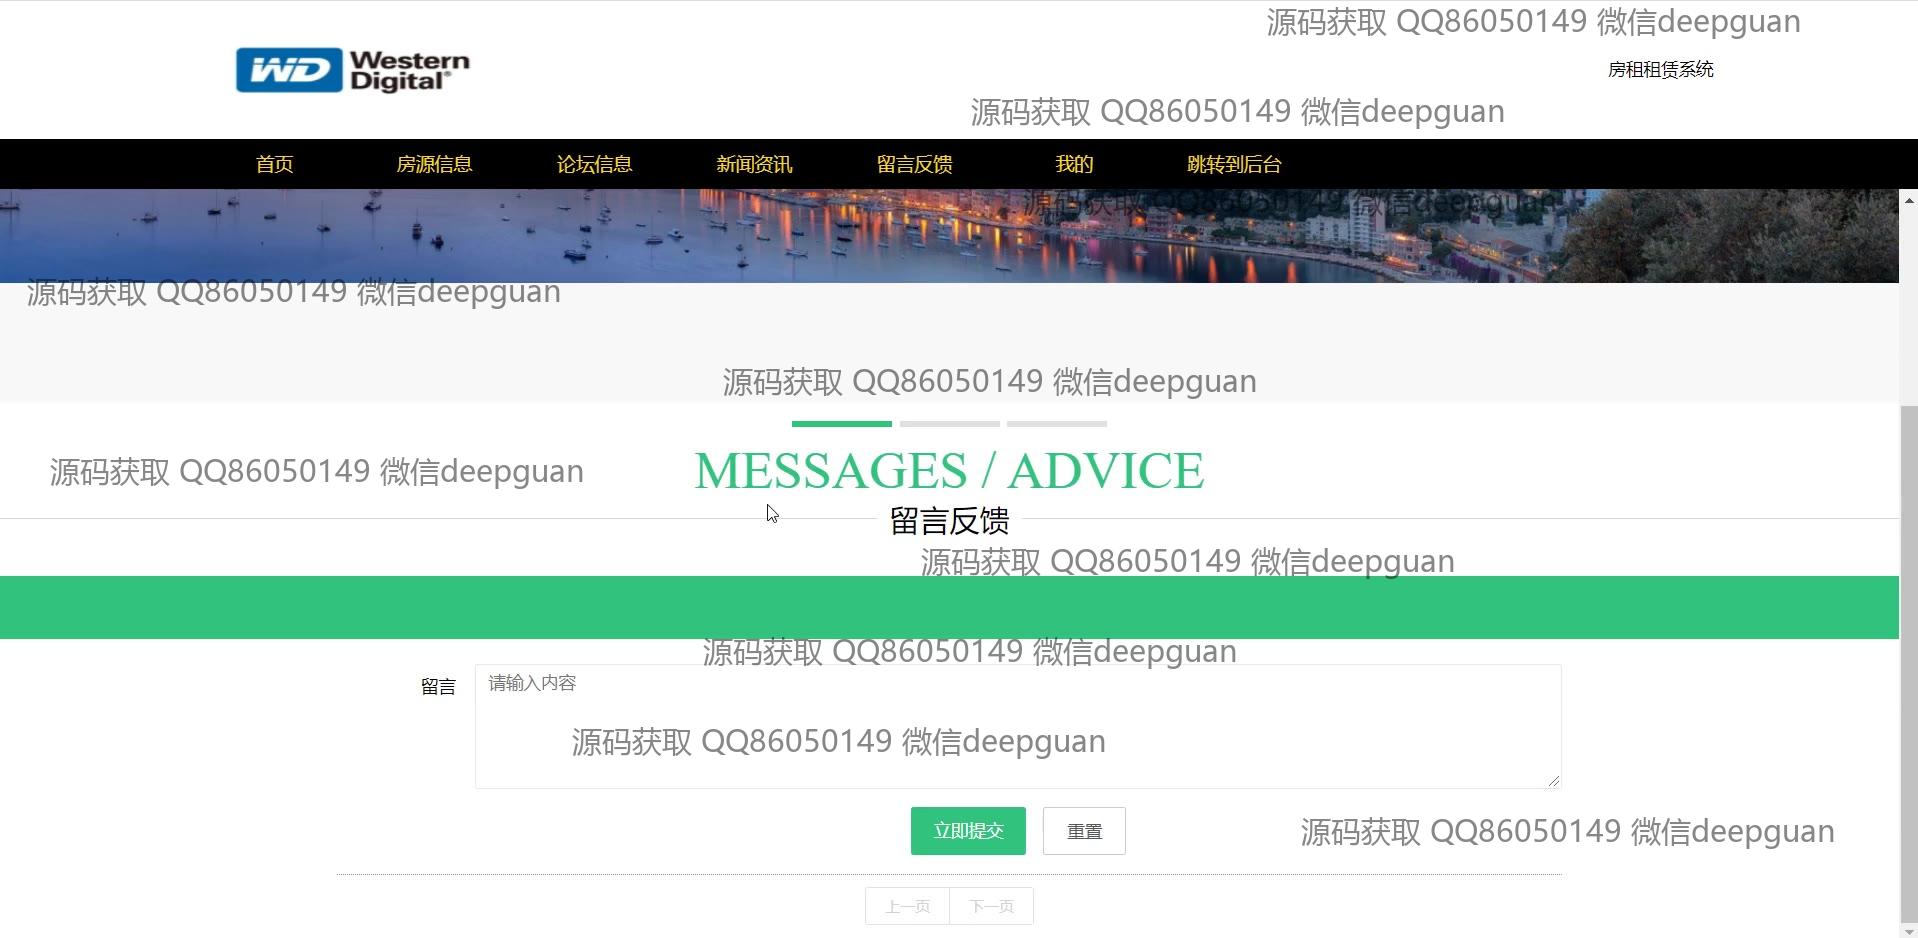 源码获取 QQ86050149 微信deepguan
WD Western
Digital®
房租租赁系统
源码获取 QQ86050149 微信deepguan
首页 房源信息 论坛信息 新闻资讯 留言反馈 我的 跳转到后台
源码获取 QQ86050149 微信deepguan
源码获取 QQ86050149 微信deepguan
源码获取 QQ86050149 微信deepguan
源码获取 QQ86050149 微信deepguan
MESSAGES / ADVICE
留言反馈
源码获取 QQ86050149 微信deepguan
源码获取 QQ86050149 微信deepguan
留言 请输入内容
源码获取 QQ86050149 微信deepguan
立即提交 重置
源码获取 QQ86050149 微信deepguan
上一页 下一页